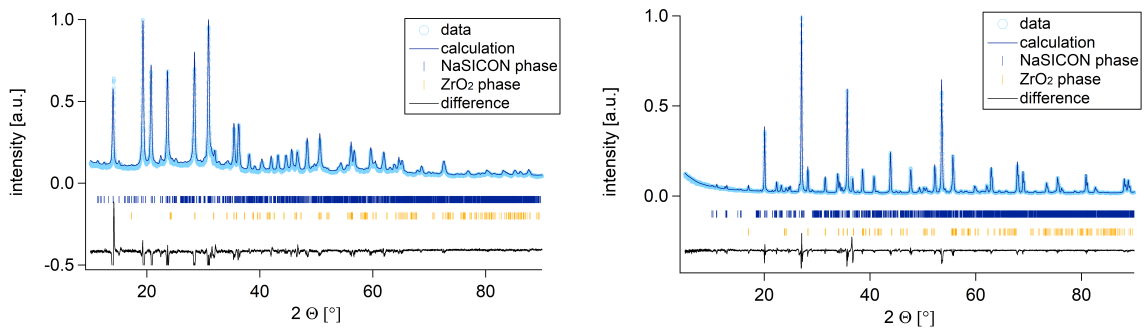 1.0
0.5
0.0
-0.5
intensity [a.u.]
data
calculation
NaSICON phase
ZrO₂ phase
difference
20
40
60
80
2 Θ [°]
1.0
0.5
0.0
intensity [a.u.]
data
calculation
NaSICON phase
ZrO₂ phase
difference
20
40
60
80
2 Θ [°]